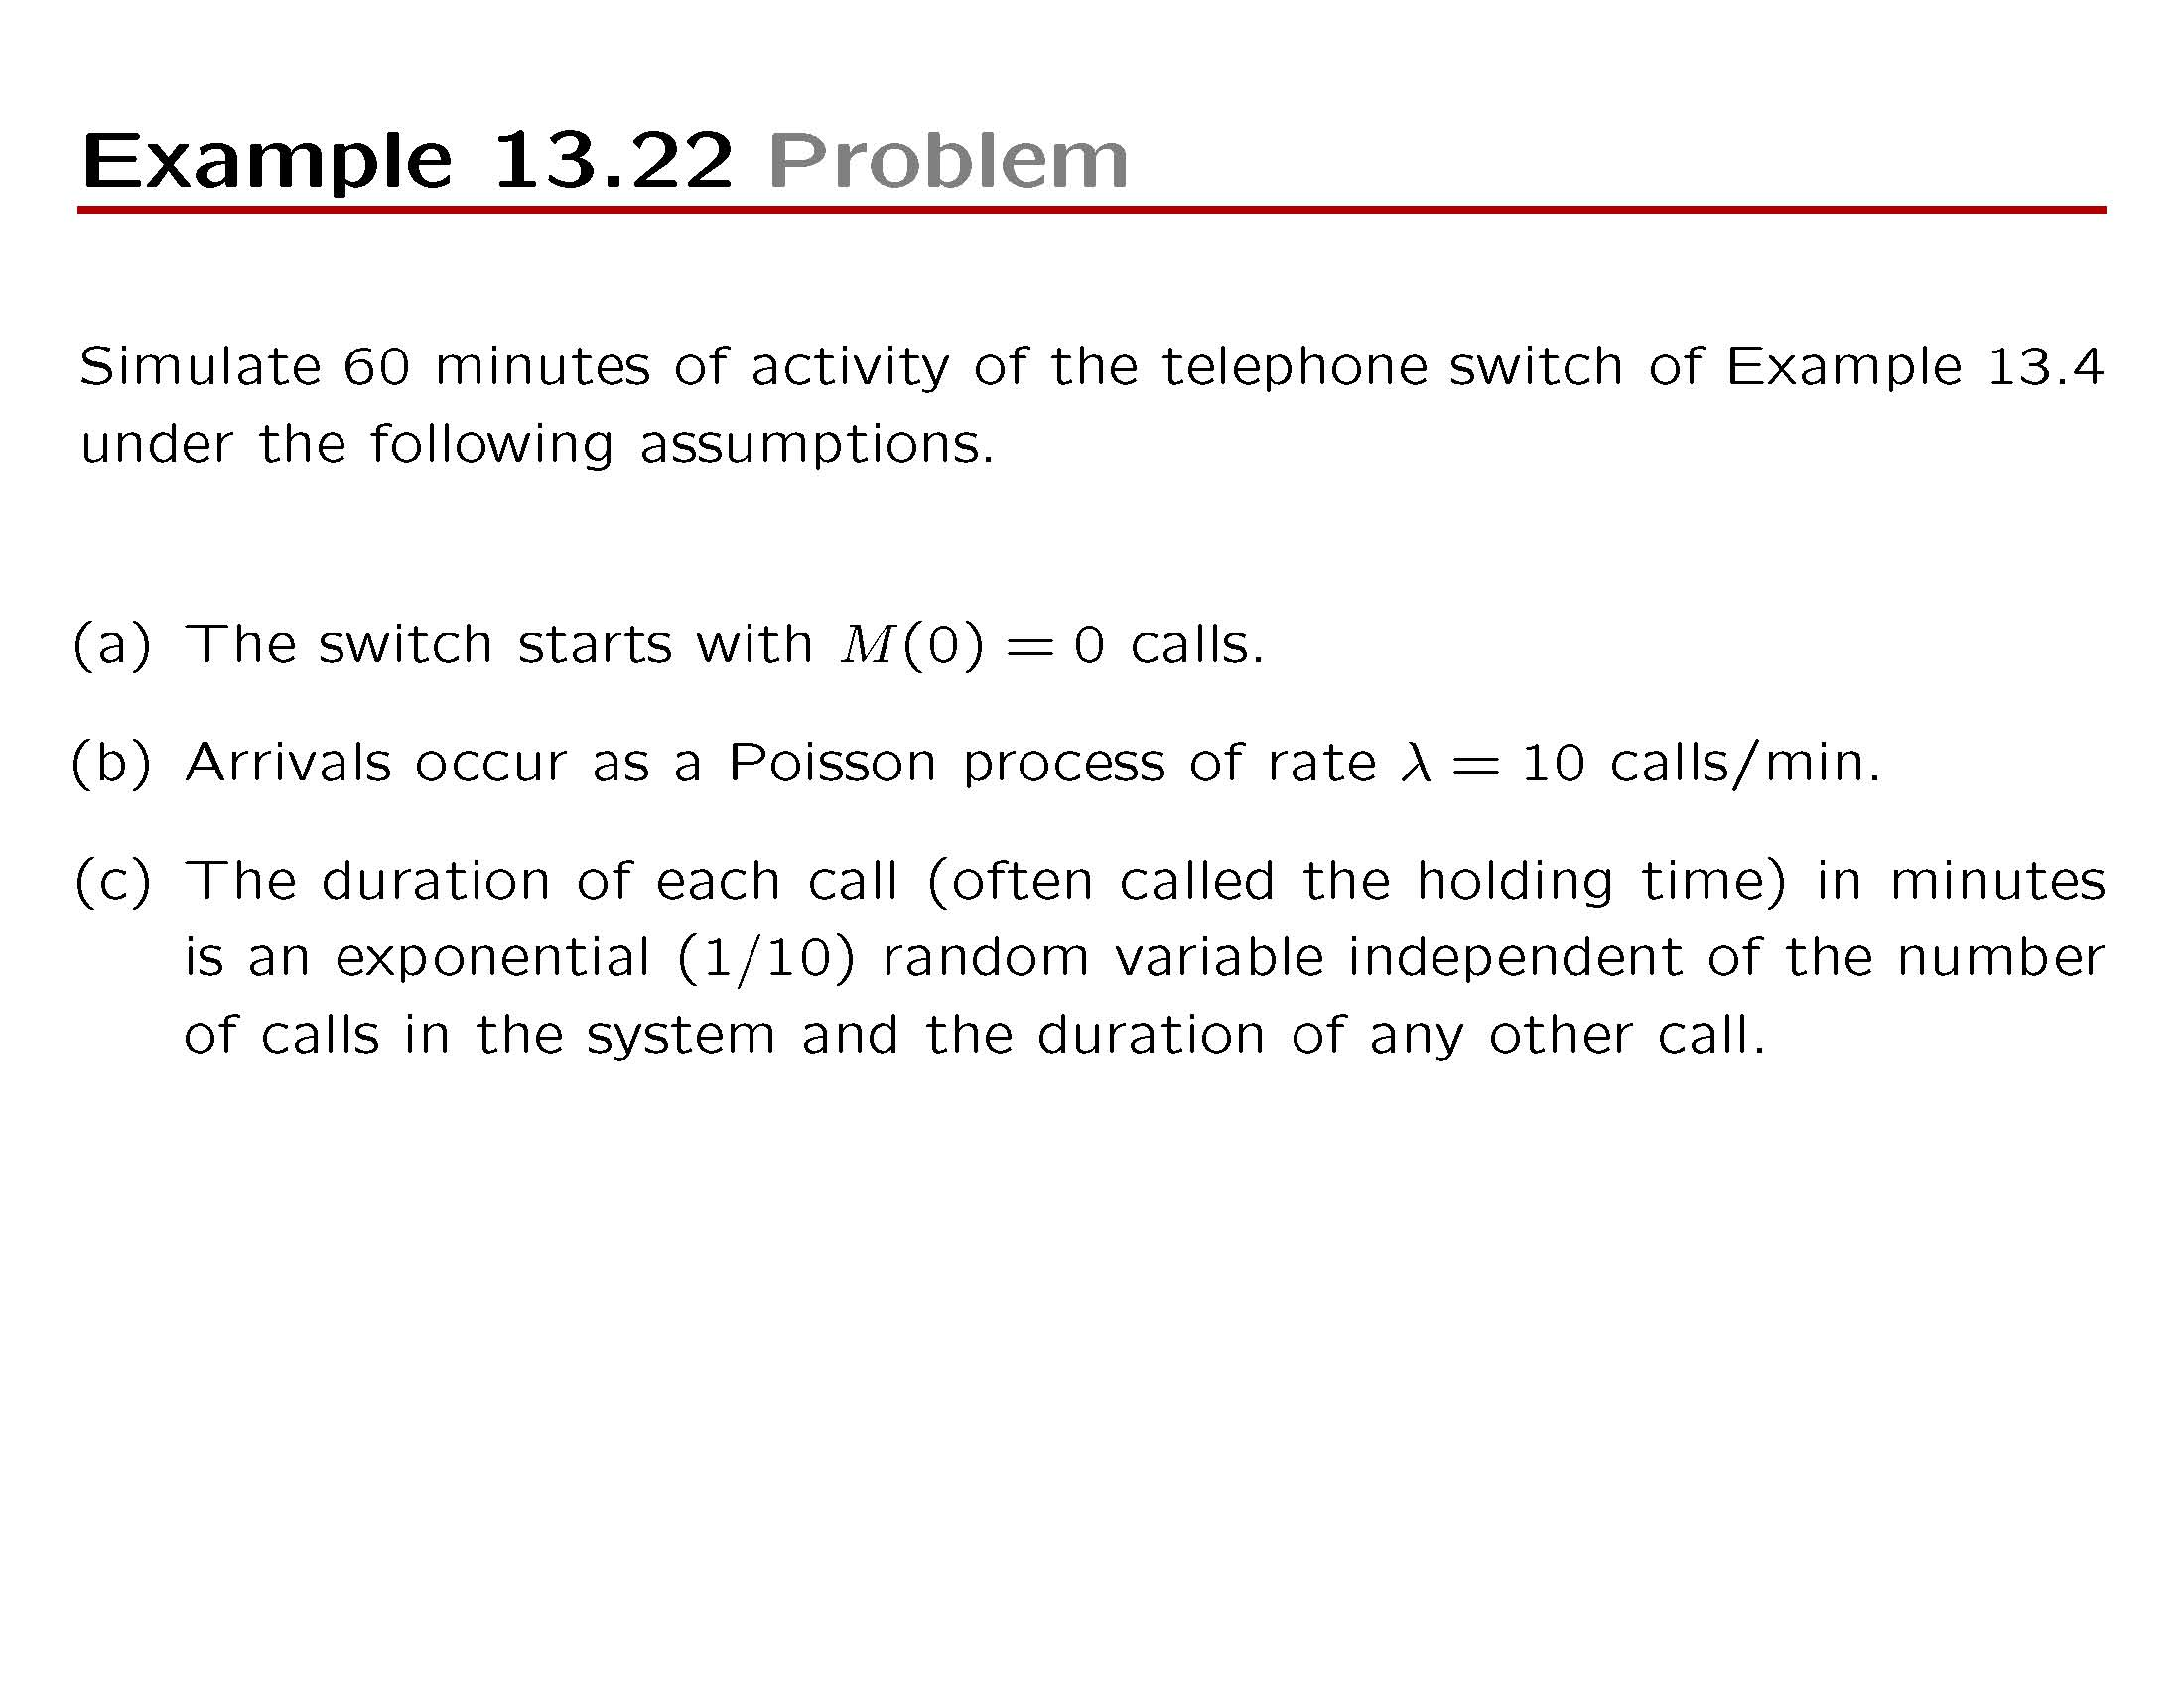 Example 13.22 Problem
Simulate 60 minutes of activity of the telephone switch of Example 13.4
under the following assumptions.
(a) The switch starts with M(0) = 0 calls.
(b) Arrivals occur as a Poisson process of rate λ = 10 calls/min.
(c) The duration of each call (often called the holding time) in minutes
is an exponential (1/10) random variable independent of the number
of calls in the system and the duration of any other call.